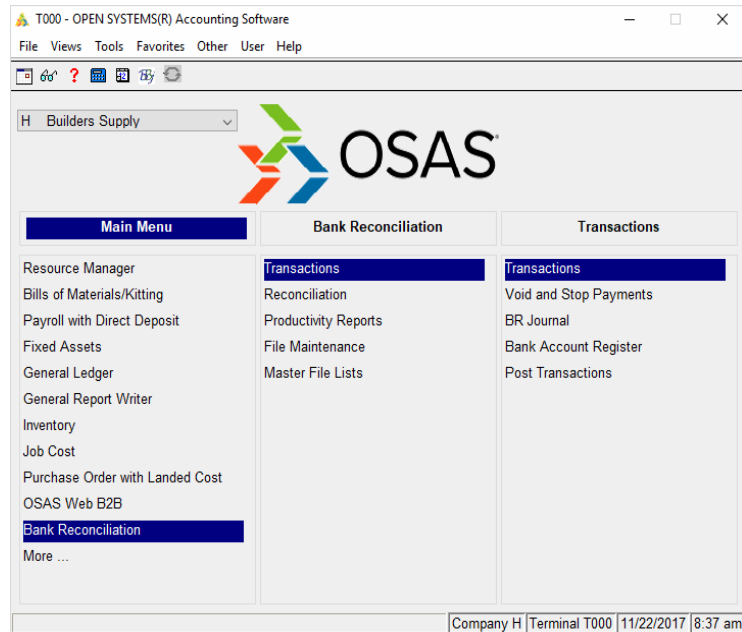 T000 - OPEN SYSTEMS(R) Accounting Software
File Views Tools Favorites Other User Help
H Builders Supply
OSAS
Main Menu
Resource Manager
Bills of Materials/Kitting
Payroll with Direct Deposit
Fixed Assets
General Ledger
General Report Writer
Inventory
Job Cost
Purchase Order with Landed Cost
OSAS Web B2B
Bank Reconciliation
More ...
Bank Reconciliation
Transactions
Reconciliation
Productivity Reports
File Maintenance
Master File Lists
Transactions
Transactions
Void and Stop Payments
BR Journal
Bank Account Register
Post Transactions
Company H Terminal T000 11/22/2017 8:37 am